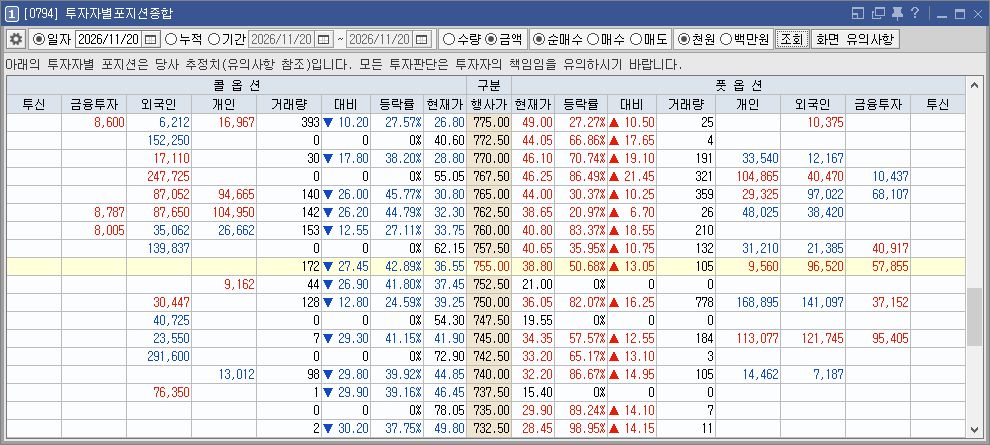 1 [0794] 투자자별포지션종합
일자 2026/11/20 누적 기간 2026/11/20 ~ 2026/11/20 수량 금액 순매수 매수 매도 천원 백만원 조회 화면 유의사항
아래의 투자자별 포지션은 당사 추정치(유의사항 참조)입니다. 모든 투자판단은 투자자의 책임임을 유의하시기 바랍니다.
콜 옵 션 구분 풋 옵 션
투신 금융투자 외국인 개인 거래량 대비 등락률 현재가 행사가 현재가 등락률 대비 거래량 개인 외국인 금융투자 투신
8,600 6,212 16,967 393 ▼ 10.20 27.57% 26.80 775.00 49.00 27.27% ▲ 10.50 25 10,375
152,250 0 0 0% 40.60 772.50 44.05 66.86% ▲ 17.65 4
17,110 30 ▼ 17.80 38.20% 28.80 770.00 46.10 70.74% ▲ 19.10 191 33,540 12,167
247,725 0 0 0% 55.05 767.50 46.25 86.49% ▲ 21.45 321 104,865 40,470 10,437
87,052 94,665 140 ▼ 26.00 45.77% 30.80 765.00 44.00 30.37% ▲ 10.25 359 29,325 97,022 68,107
8,787 87,650 104,950 142 ▼ 26.20 44.79% 32.30 762.50 38.65 20.97% ▲ 6.70 26 48,025 38,420
8,005 35,062 26,662 153 ▼ 12.55 27.11% 33.75 760.00 40.80 83.37% ▲ 18.55 210
139,837 0 0 0% 62.15 757.50 40.65 35.95% ▲ 10.75 132 31,210 21,385 40,917
172 ▼ 27.45 42.89% 36.55 755.00 38.80 50.68% ▲ 13.05 105 9,560 96,520 57,855
9,162 44 ▼ 26.90 41.80% 37.45 752.50 21.00 0% 0 0
30,447 128 ▼ 12.80 24.59% 39.25 750.00 36.05 82.07% ▲ 16.25 778 168,895 141,097 37,152
40,725 0 0 0% 54.30 747.50 19.55 0% 0 0
23,550 7 ▼ 29.30 41.15% 41.90 745.00 34.35 57.57% ▲ 12.55 184 113,077 121,745 95,405
291,600 0 0 0% 72.90 742.50 33.20 65.17% ▲ 13.10 3
13,012 98 ▼ 29.80 39.92% 44.85 740.00 32.20 86.67% ▲ 14.95 105 14,462 7,187
76,350 1 ▼ 29.90 39.16% 46.45 737.50 15.40 0% 0 0
0 0 0% 78.05 735.00 29.90 89.24% ▲ 14.10 7
2 ▼ 30.20 37.75% 49.80 732.50 28.45 98.95% ▲ 14.15 11